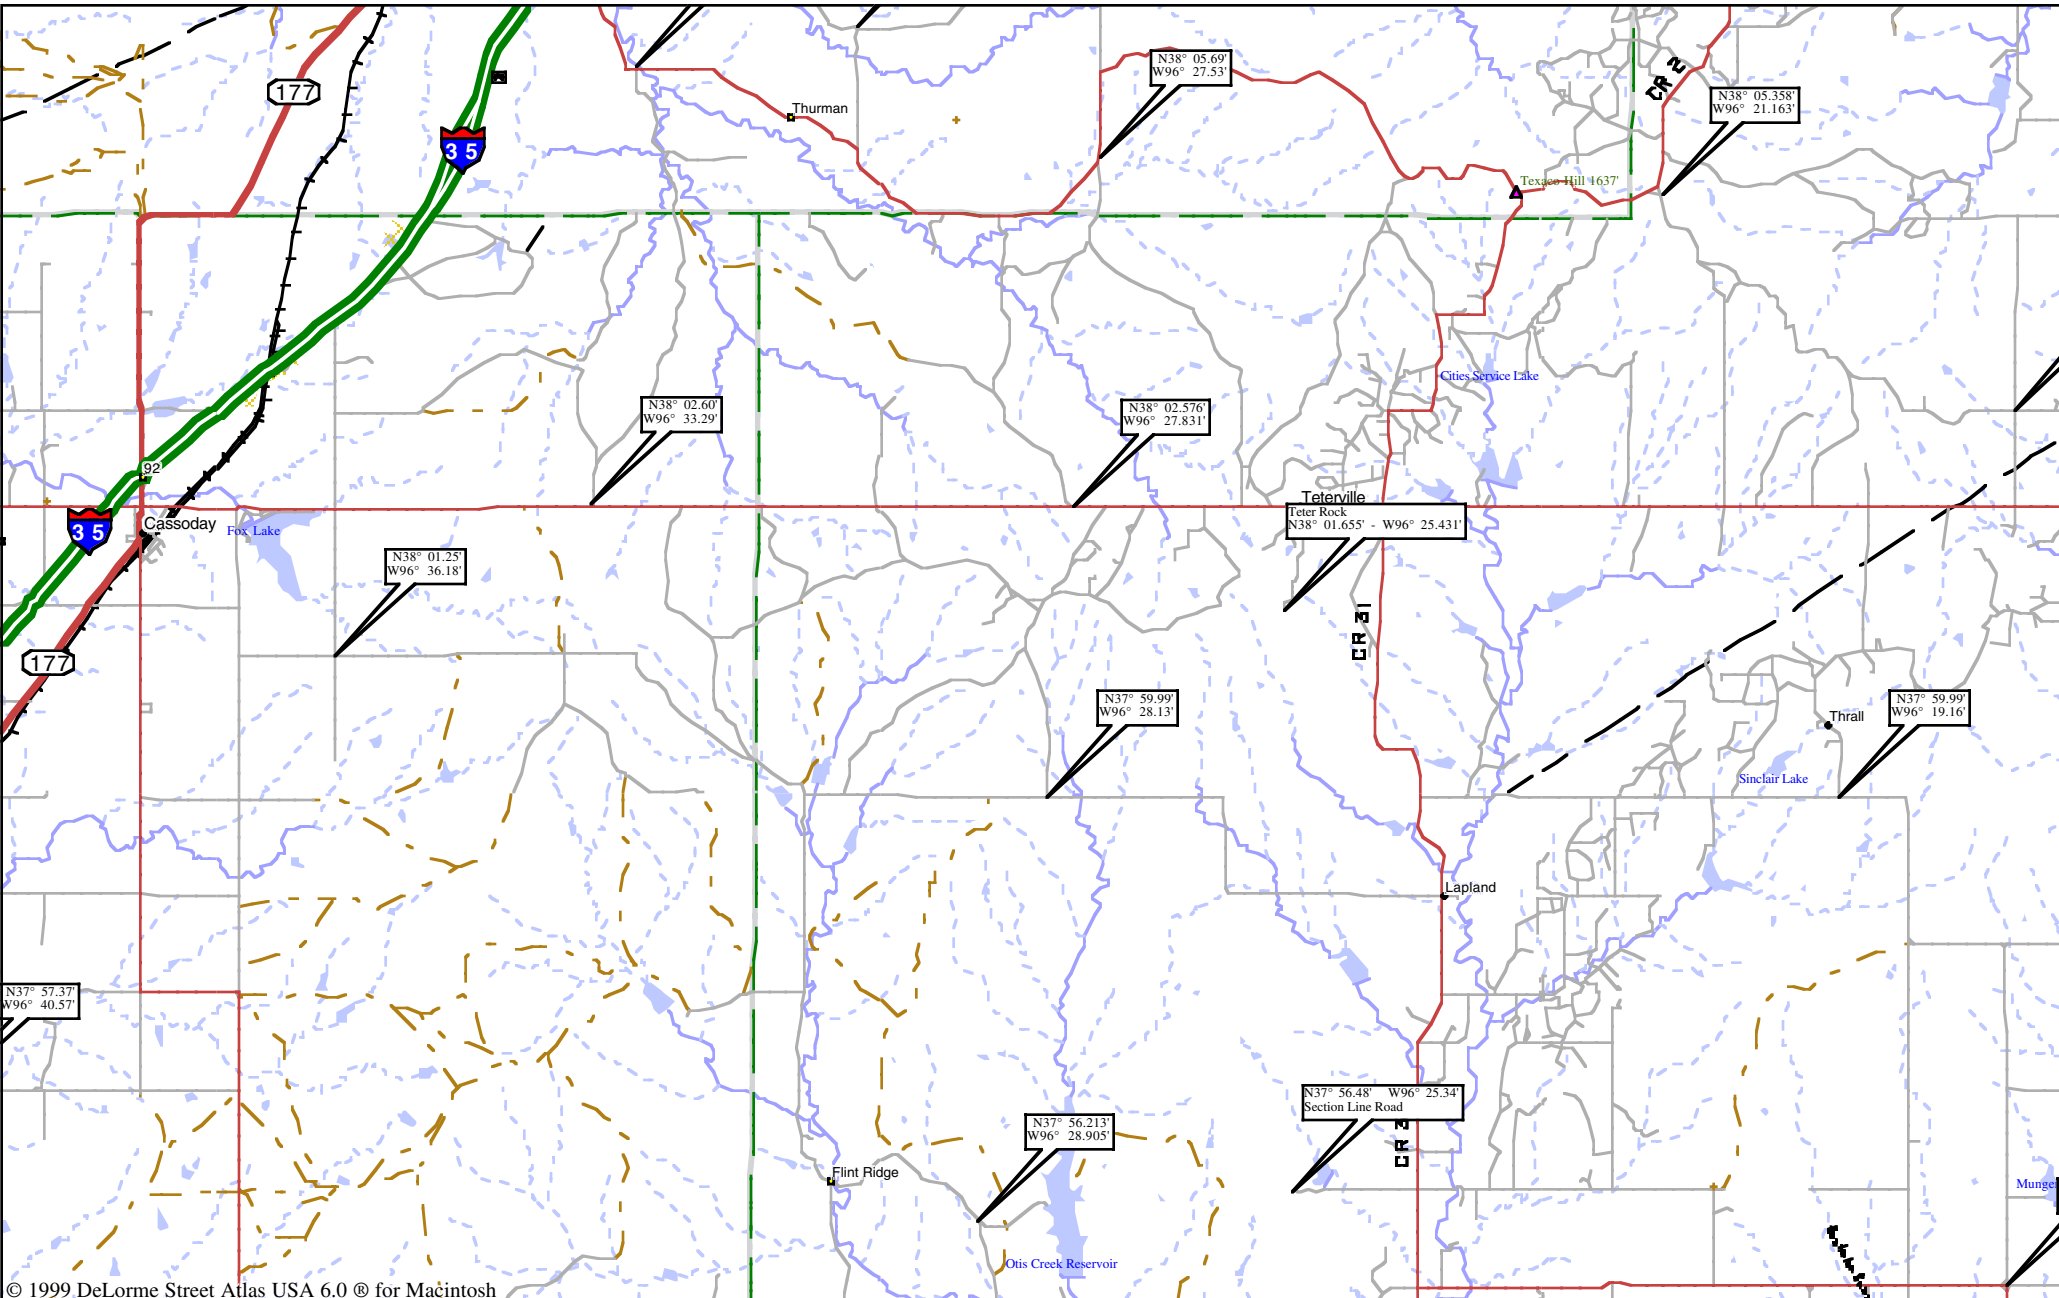 177
35
Thurman
N38° 05.69'
W96° 27.53'
CR 2
N38° 05.358'
W96° 21.163'
Texaco Hill 1637'
Cities Service Lake
N38° 02.60'
W96° 33.29'
N38° 02.576'
W96° 27.831'
92
35
Cassoday
Fox Lake
Teterville
Teter Rock
N38° 01.655' - W96° 25.431'
N38° 01.25'
W96° 36.18'
CR 31
177
N37° 59.99'
W96° 28.13'
N37° 59.99'
W96° 19.16'
Thrall
Sinclair Lake
Lapland
N37° 57.37'
W96° 40.57'
N37° 56.48' W96° 25.34'
Section Line Road
CR 3
N37° 56.213'
W96° 28.905'
Flint Ridge
Munge
Otis Creek Reservoir
© 1999 DeLorme Street Atlas USA 6.0 ® for Macintosh